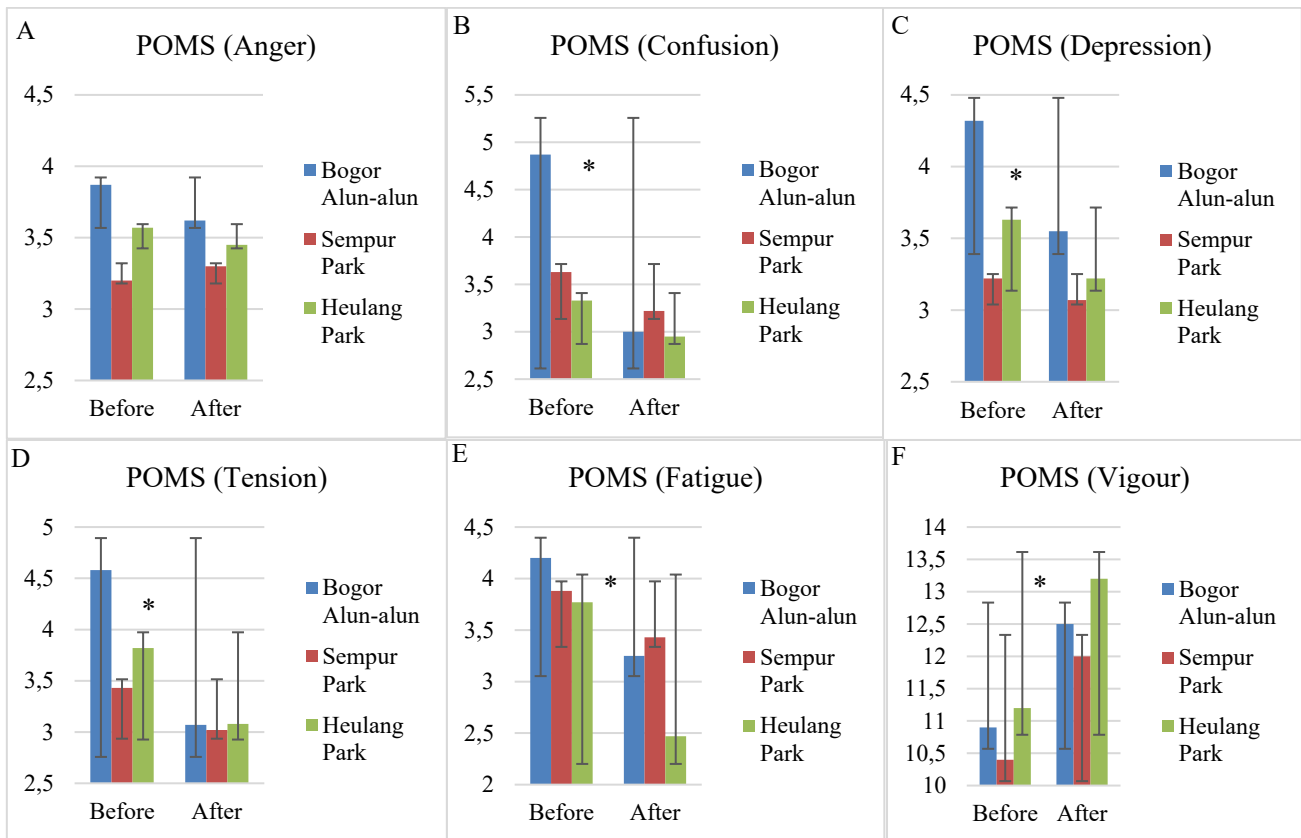 A
POMS (Anger)
4,5
4
3,5
3
2,5
Before
After
Bogor
Alun-alun
Sempur
Park
Heulang
Park
B
POMS (Confusion)
5,5
5
4,5
4
3,5
3
2,5
*
Before
After
Bogor
Alun-alun
Sempur
Park
Heulang
Park
C
POMS (Depression)
4,5
4
3,5
3
2,5
*
Before
After
Bogor
Alun-alun
Sempur
Park
Heulang
Park
D
POMS (Tension)
5
4,5
4
3,5
3
2,5
*
Before
After
Bogor
Alun-alun
Sempur
Park
Heulang
Park
E
POMS (Fatigue)
4,5
4
3,5
3
2,5
2
*
Before
After
Bogor
Alun-alun
Sempur
Park
Heulang
Park
F
POMS (Vigour)
14
13,5
13
12,5
12
11,5
11
10,5
10
*
Before
After
Bogor
Alun-alun
Sempur
Park
Heulang
Park